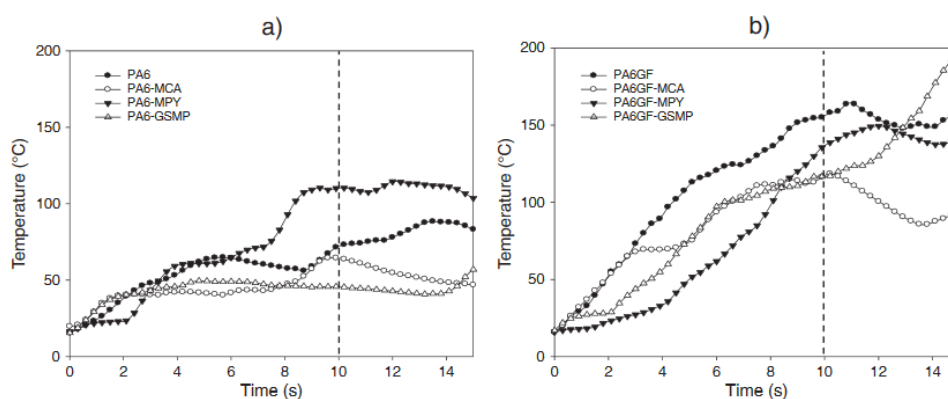 a)
200
150
100
50
0
Temperature (°C)
PA6
PA6-MCA
PA6-MPY
PA6-GSMP
0 2 4 6 8 10 12 14
Time (s)
b)
200
150
100
50
0
Temperature (°C)
PA6GF
PA6GF-MCA
PA6GF-MPY
PA6GF-GSMP
0 2 4 6 8 10 12 14
Time (s)